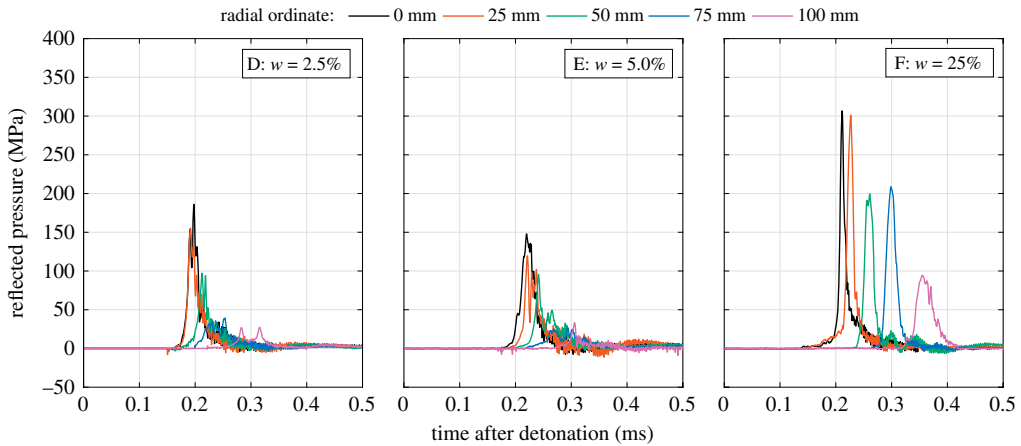 radial ordinate: 0 mm 25 mm 50 mm 75 mm 100 mm
400
350
300
250
200
150
100
50
0
–50
reflected pressure (MPa)
D: w = 2.5%
E: w = 5.0%
F: w = 25%
0 0.1 0.2 0.3 0.4 0.5
0 0.1 0.2 0.3 0.4 0.5
0 0.1 0.2 0.3 0.4 0.5
time after detonation (ms)